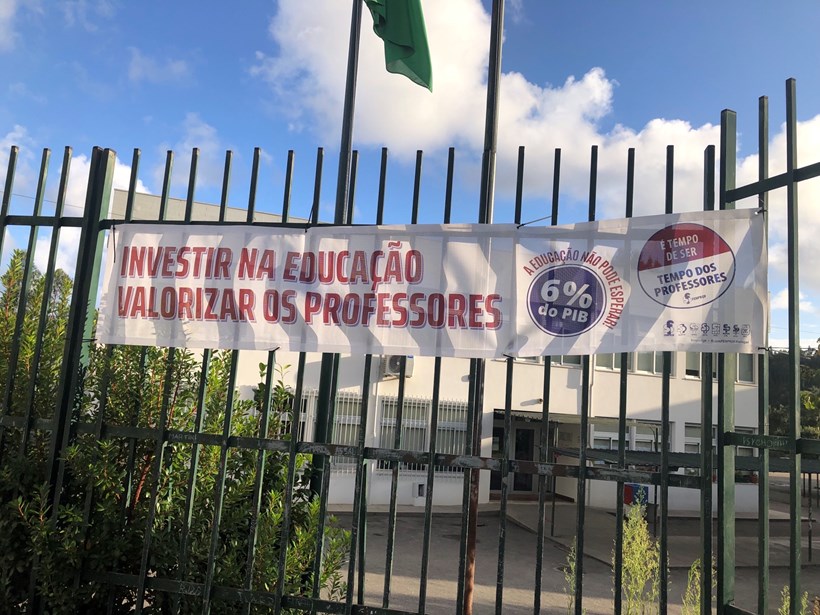 INVESTIR NA EDUCAÇÃO
VALORIZAR OS PROFESSORES
A EDUCAÇÃO NÃO PODE ESPERAR!
6%
do PIB
É TEMPO
DE SER
TEMPO DOS
PROFESSORES